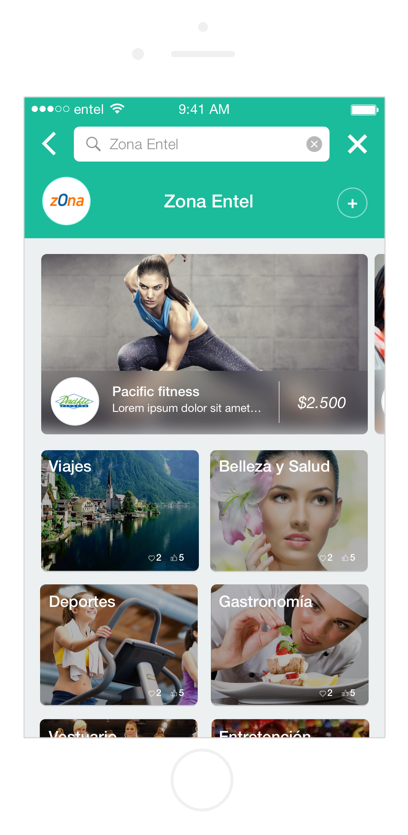 entel
9:41 AM
Zona Entel
zona
Zona Entel
+
Pacific fitness
Lorem ipsum dolor sit amet…
$2.500
Pacific
Viajes
2 5
Belleza y Salud
2 5
Deportes
2
Gastronomía
2 5
Vestuario
Entretención